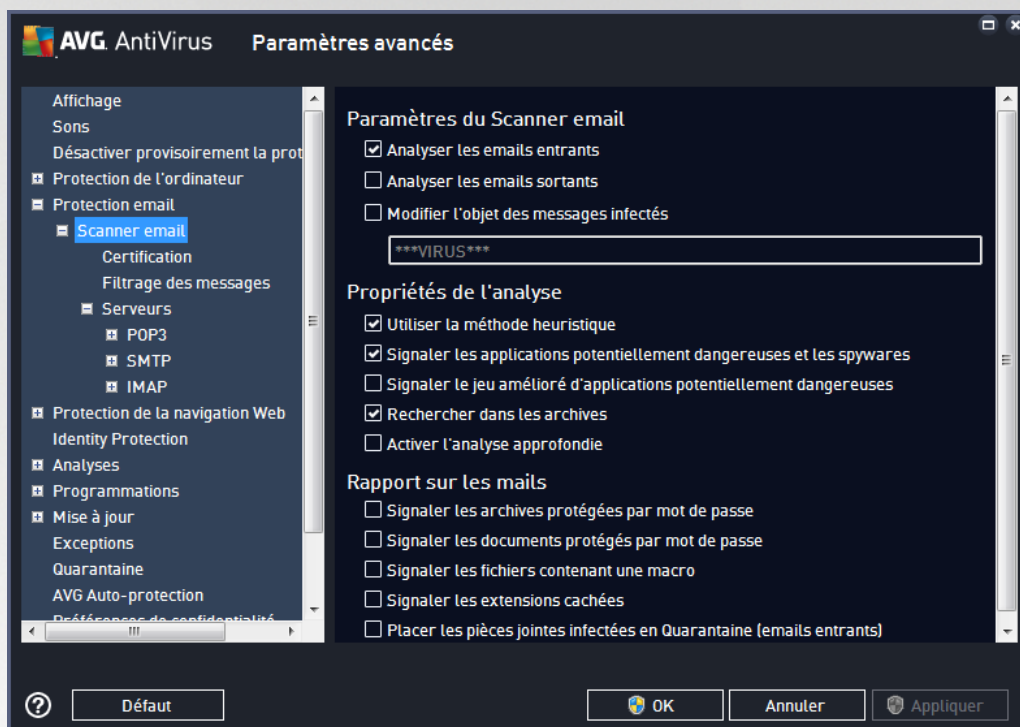 AVG. AntiVirus
Paramètres avancés
Affichage
Sons
Désactiver provisoirement la prot
Protection de l'ordinateur
Protection email
Scanner email
Certification
Filtrage des messages
Serveurs
POP3
SMTP
IMAP
Protection de la navigation Web
Identity Protection
Analyses
Programmations
Mise à jour
Exceptions
Quarantaine
AVG Auto-protection
Préférences de confidentialité
Paramètres du Scanner email
Analyser les emails entrants
Analyser les emails sortants
Modifier l'objet des messages infectés
***VIRUS***
Propriétés de l'analyse
Utiliser la méthode heuristique
Signaler les applications potentiellement dangereuses et les spywares
Signaler le jeu amélioré d'applications potentiellement dangereuses
Rechercher dans les archives
Activer l'analyse approfondie
Rapport sur les mails
Signaler les archives protégées par mot de passe
Signaler les documents protégés par mot de passe
Signaler les fichiers contenant une macro
Signaler les extensions cachées
Placer les pièces jointes infectées en Quarantaine (emails entrants)
Défaut
OK
Annuler
Appliquer